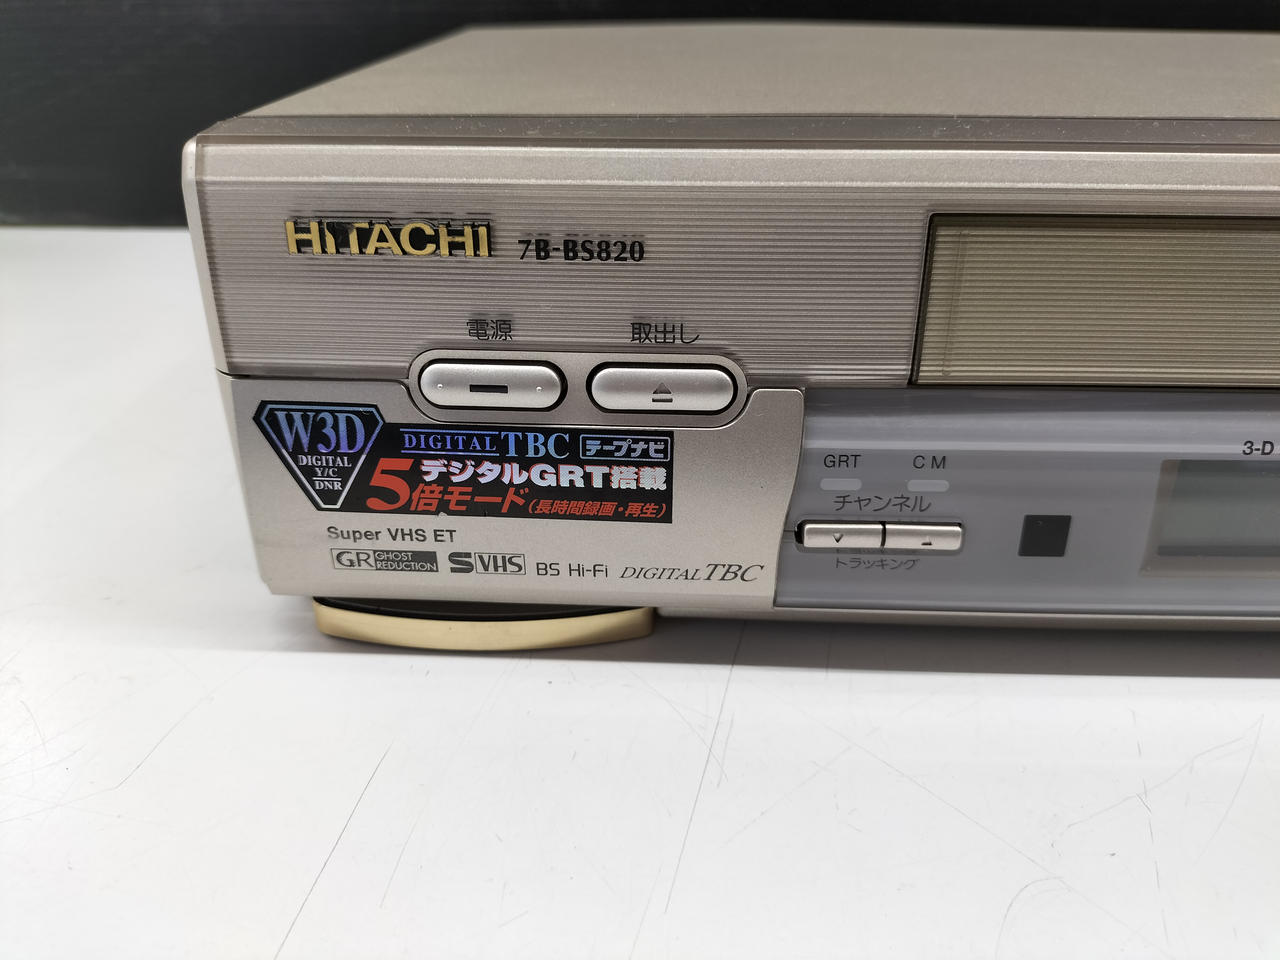 HITACHI 7B-BS820
電源 取出し
W3D
DIGITAL
Y/C
DNR
DIGITAL TBC テープナビ
デジタルGRT搭載
5倍モード(長時間録画・再生)
Super VHS ET
GR GHOST REDUCTION S VHS BS Hi-Fi DIGITAL TBC
3-D
GRT CM
チャンネル
トラッキング